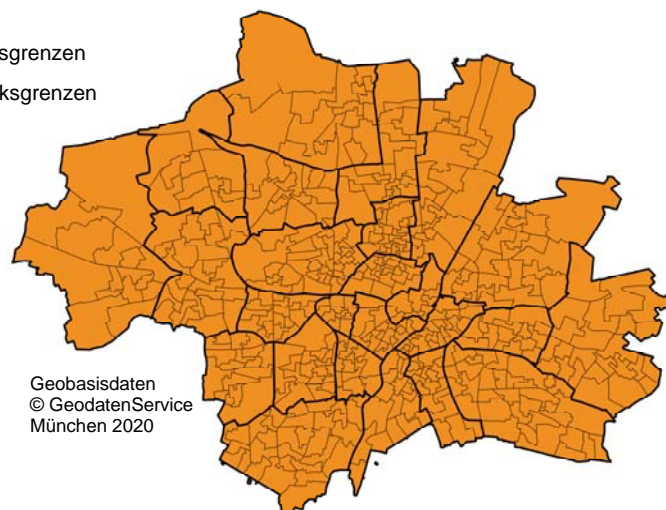 sgrenzen
ksgrenzen
Geobasisdaten
© GeodatenService
München 2020